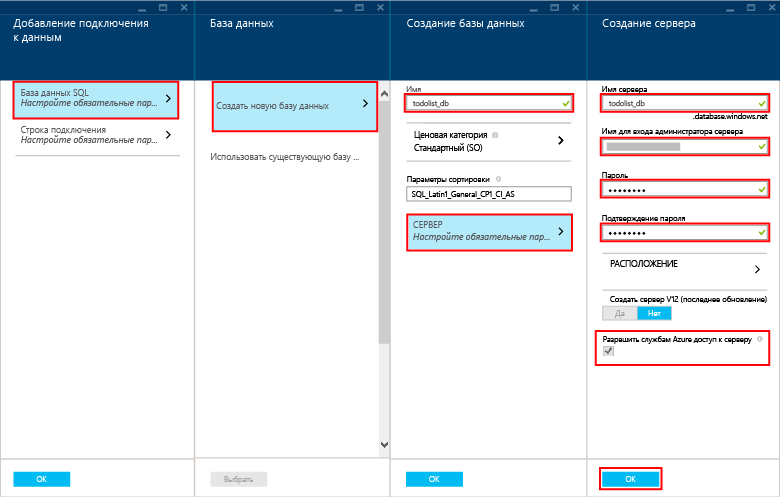 Добавление подключения
к данным
База данных SQL
Настройте обязательные пар...
Строка подключения
Настройте обязательные пар...
OK
База данных
Создать новую базу данных
Использовать существующую базу ...
Выбрать
Создание базы данных
Имя
todolist_db
Ценовая категория
Стандартный (SO)
Параметры сортировки
SQL_Latin1_General_CP1_CI_AS
СЕРВЕР
Настройте обязательные пар...
OK
Создание сервера
Имя сервера
todolist_db
.database.windows.net
Имя для входа администратора сервера
Пароль
Подтверждение пароля
РАСПОЛОЖЕНИЕ
Создать сервер V12 (последнее обновление)
Да Нет
Разрешить службам Azure доступ к серверу
OK